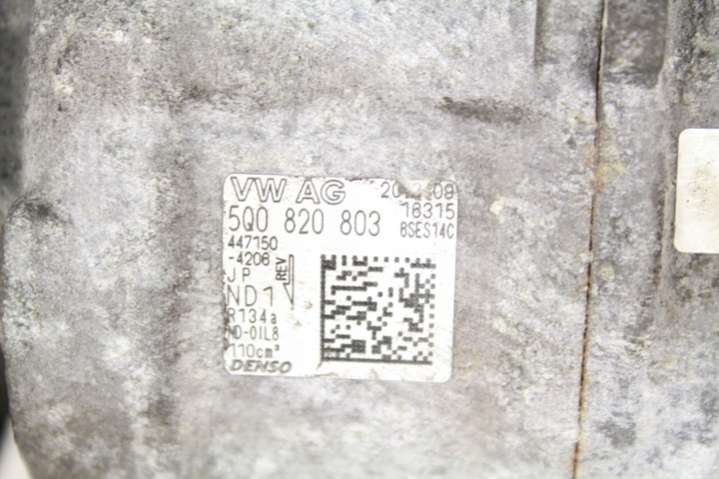 VW AG
16315
5Q0 820 803 6SES14C
447150
-4206
JP REV
ND1
R134a
ND-OIL8
110cm³
DENSO